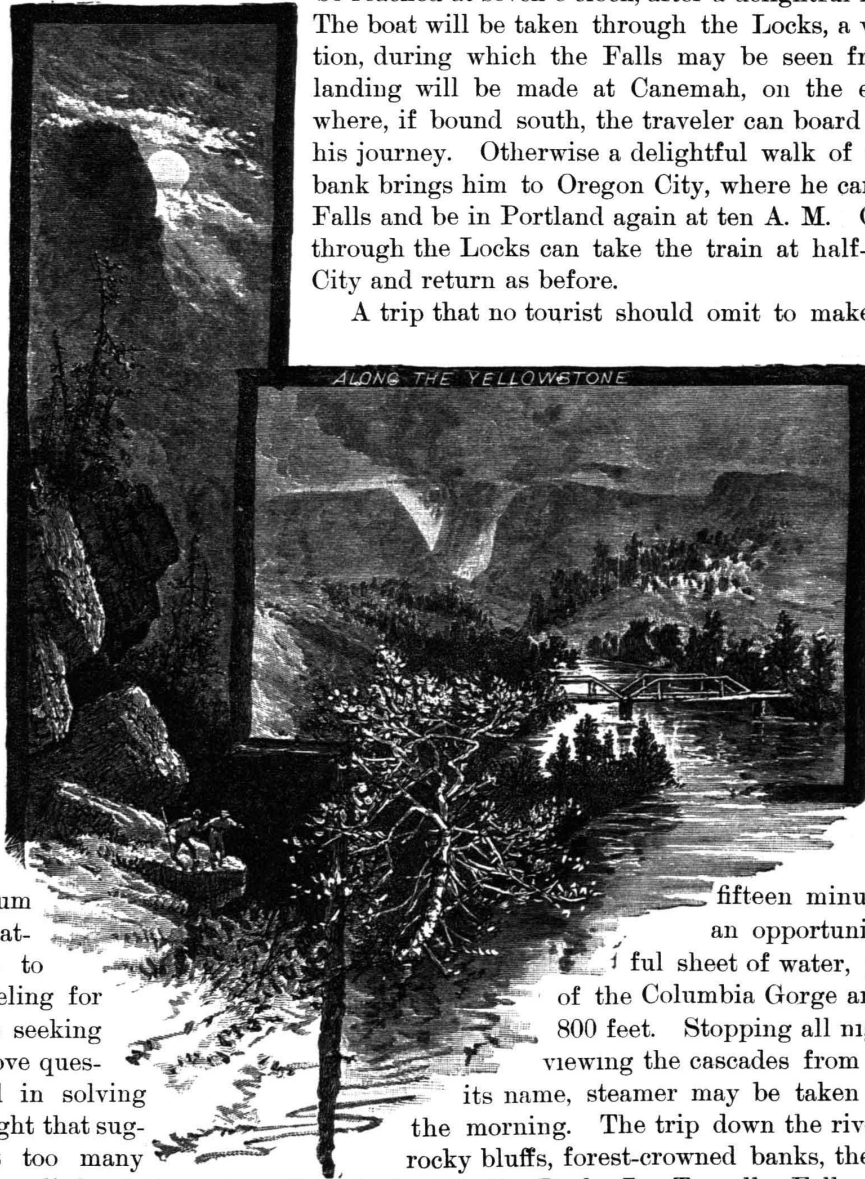 The boat will be taken through the Locks, a
tion, during which the Falls may be seen
landing will be made at Canemah, on the
where, if bound south, the traveler can board
his journey. Otherwise a delightful walk of
bank brings him to Oregon City, where he
Falls and be in Portland again at ten A. M.
through the Locks can take the train at half-
City and return as before.
A trip that no tourist should omit to make
ALONG THE YELLOWSTONE
um
at-
to
eling for
seeking
ove ques-
in solving
ght that sug-
too many
fifteen minu
an opportuni
ful sheet of water,
of the Columbia Gorge
800 feet. Stopping all
viewing the cascades from
its name, steamer may be taken
the morning. The trip down the
rocky bluffs, forest-crowned banks,